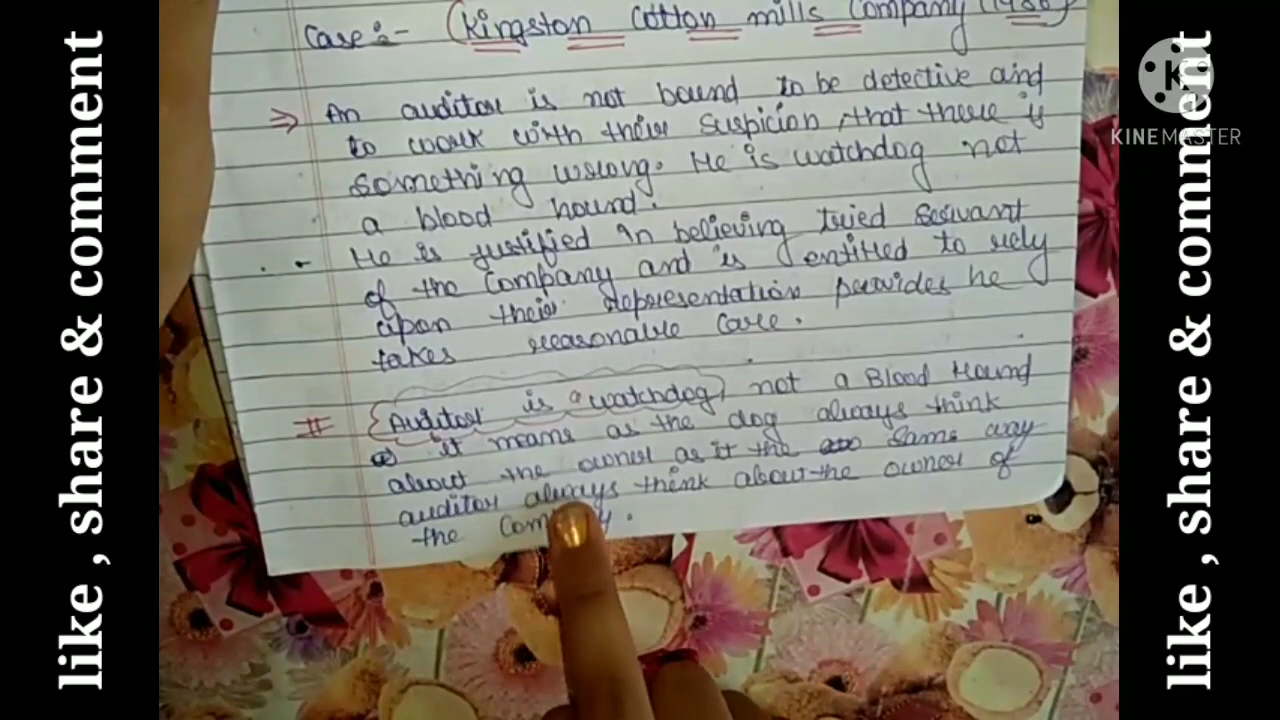 Case :- (Kingston Cotton mills Company
⇒ An auditor is not bound to be detective and
to work with their suspicion, that there is
something wrong. He is watchdog not
a blood hound.
He is justified in believing tried servant
of the company and is entitled to rely
upon their representation provides he
takes reasonable care.
# Auditor is "watchdog, not a Blood Hound
it means as the dog always think
about the owner as it the same way
auditor always think about the owner of
the
like , share & comment
like , share & comment
K
KINEMASTER